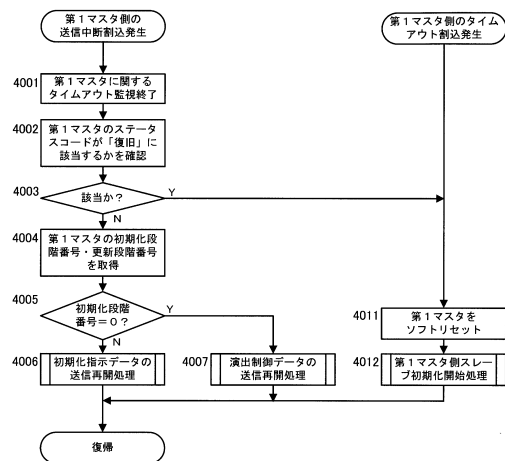 第1マスタ側の
送信中断割込発生
第1マスタ側のタイム
アウト割込発生
4001
第1マスタに関する
タイムアウト監視終了
4002
第1マスタのステータ
スコードが「復旧」に
該当するかを確認
4003
該当か?
Y
N
4004
第1マスタの初期化段
階番号・更新段階番号
を取得
4005
初期化段階
番号=0?
Y
N
4011
第1マスタを
ソフトリセット
4006
初期化指示データの
送信再開処理
4007
演出制御データの
送信再開処理
4012
第1マスタ側スレー
ブ初期化開始処理
復帰